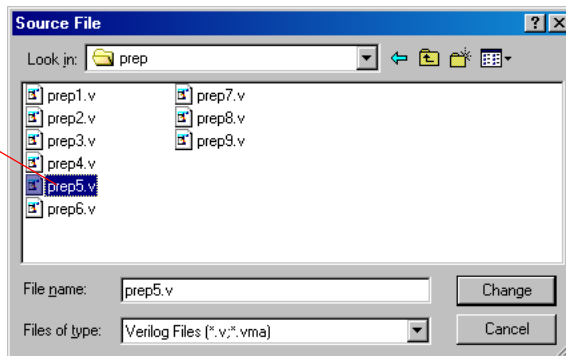 Source File
Look in: prep
prep1.v
prep2.v
prep3.v
prep4.v
prep5.v
prep6.v
prep7.v
prep8.v
prep9.v
File name: prep5.v Change
Files of type: Verilog Files (*.v;*.vma) Cancel